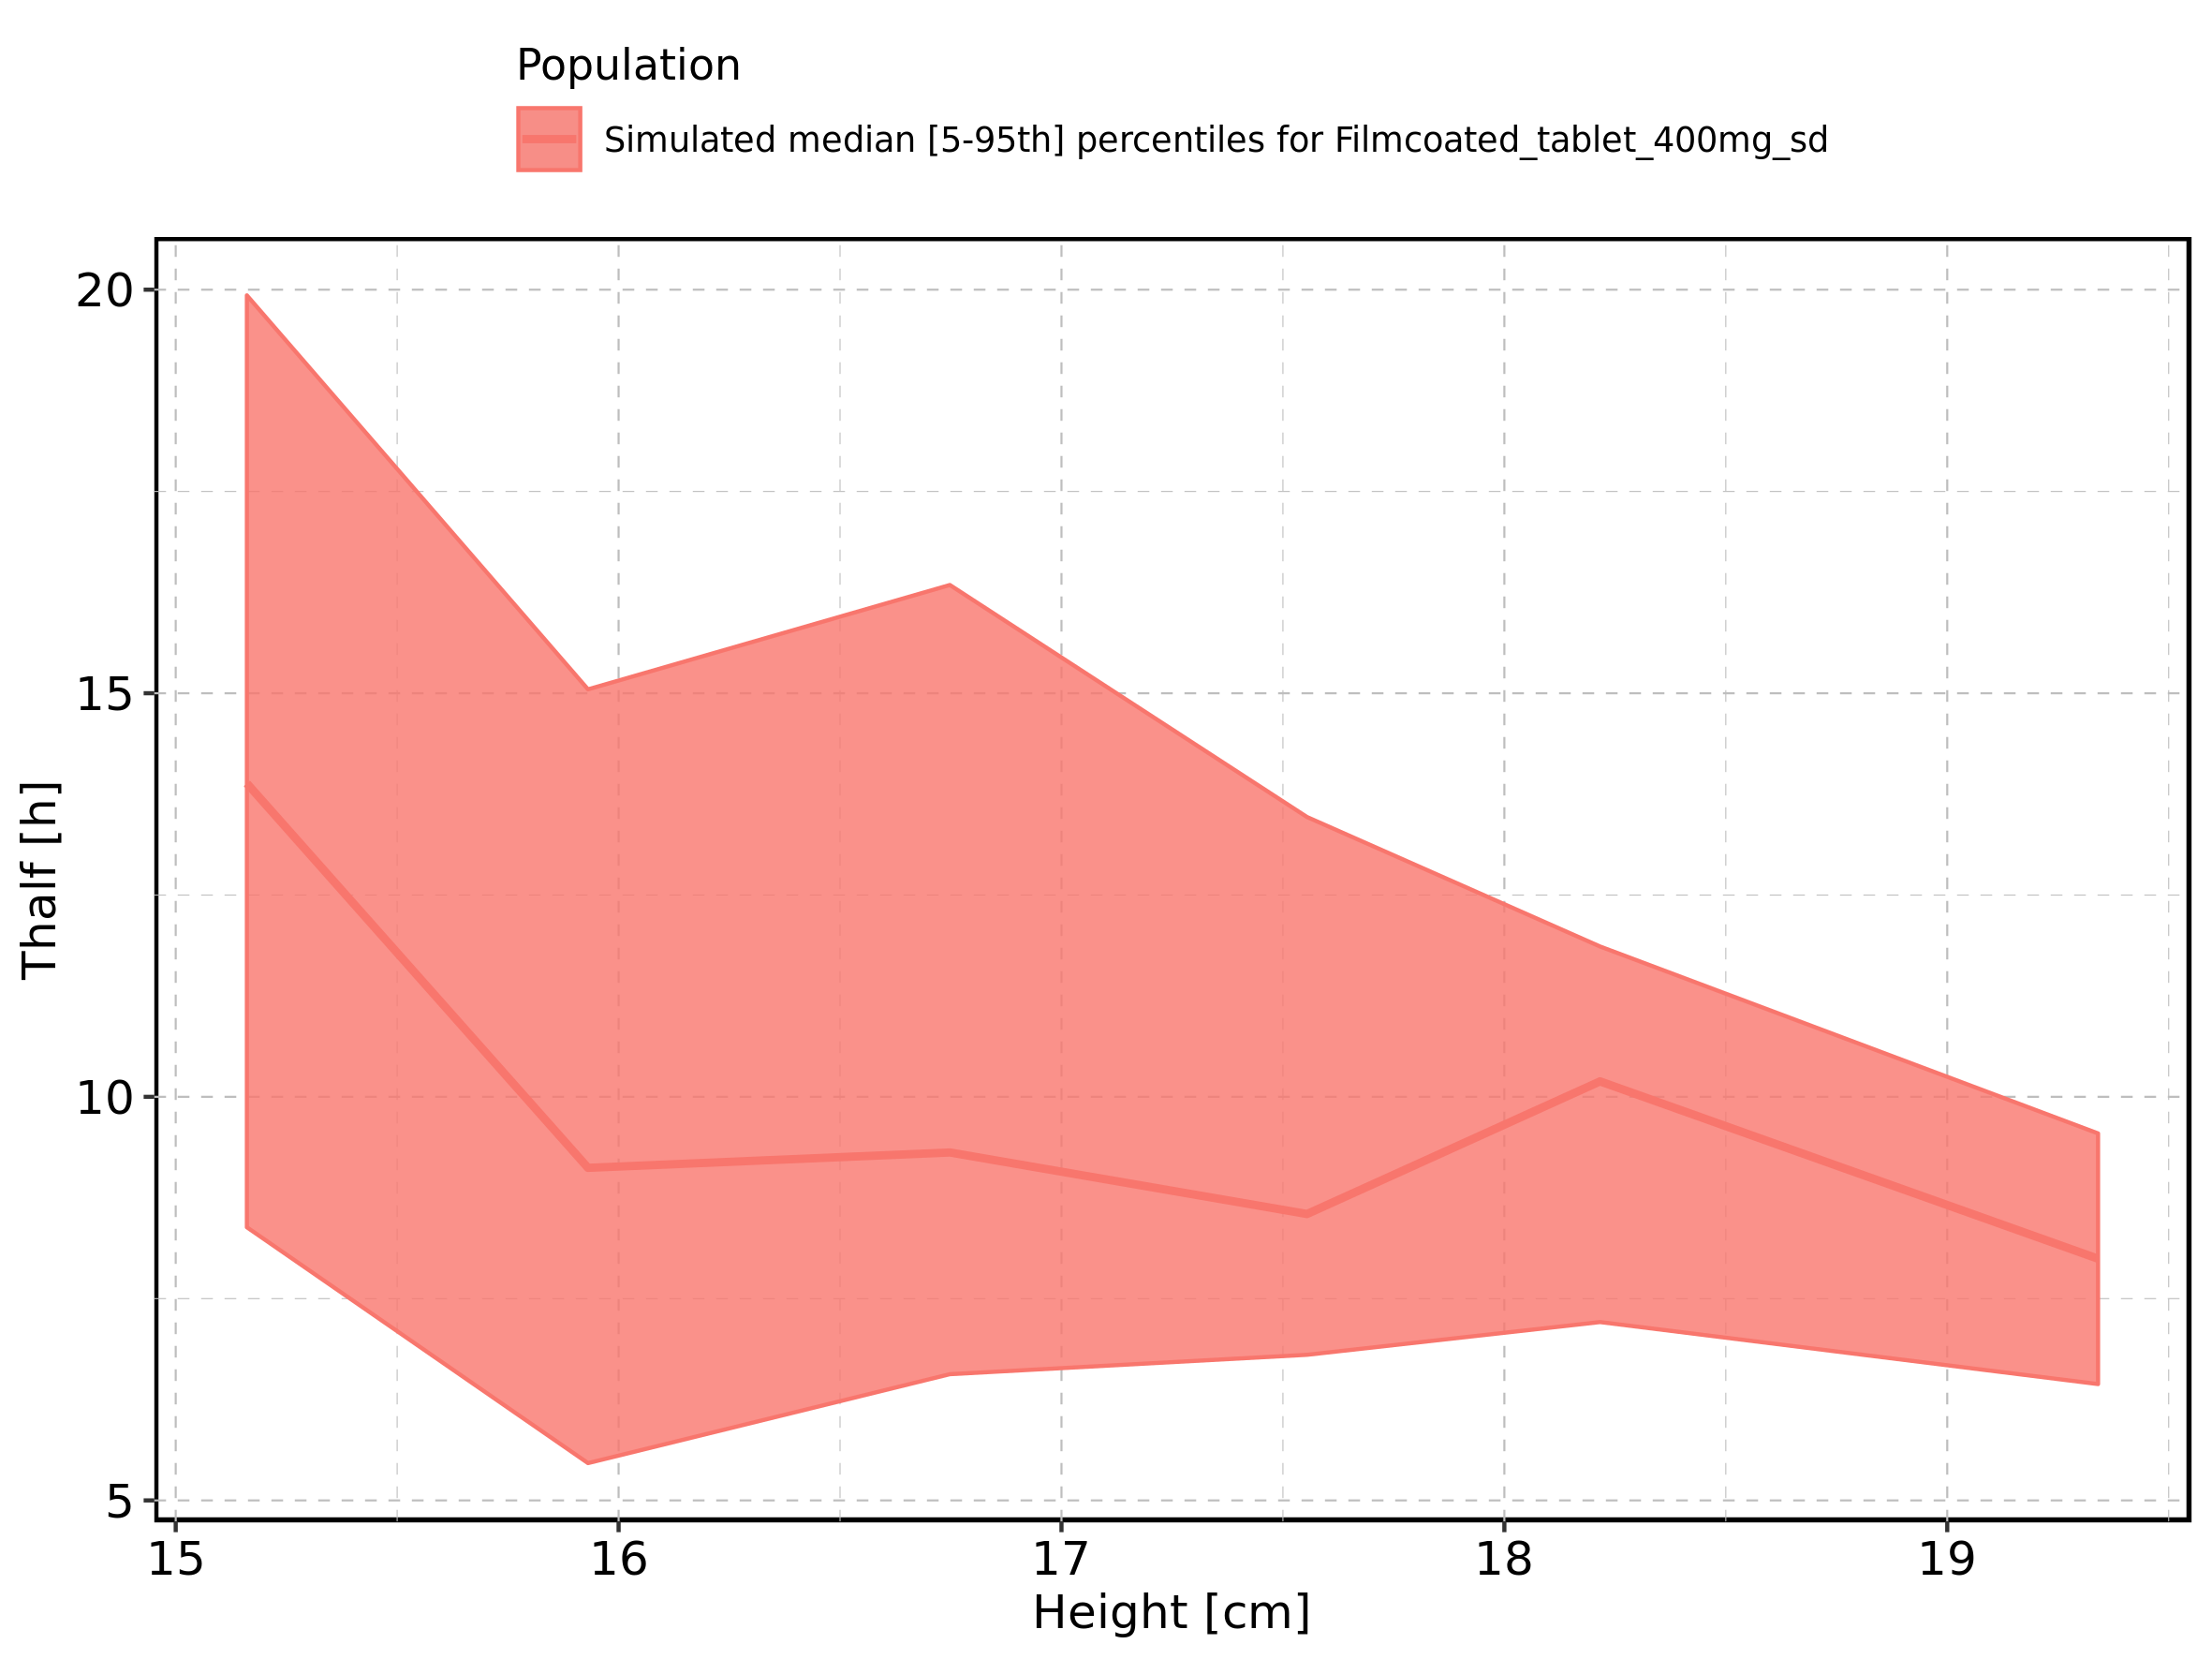 Population
Simulated median [5-95th] percentiles for Filmcoated_tablet_400mg_sd
20
15
10
5
Thalf [h]
15 16 17 18 19
Height [cm]